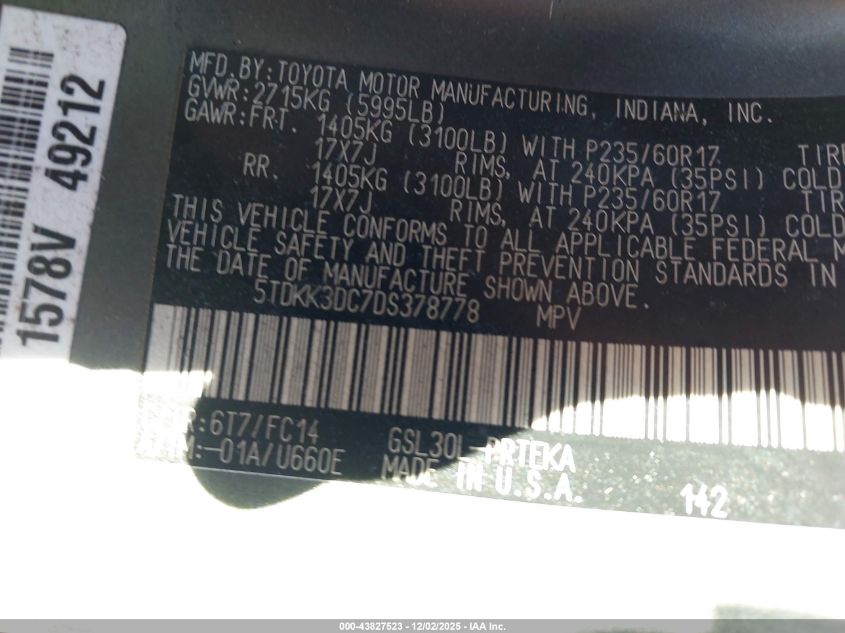 1578V 49212
MFD. BY: TOYOTA MOTOR MANUFACTURING, INDIANA, INC.
GVWR: 2715KG (5995LB)
GAWR: FRT. 1405KG (3100LB) WITH P235/60R17 TIRE
17X7J RIMS, AT 240KPA (35PSI) COLD
RR. 1405KG (3100LB) WITH P235/60R17 TIR
17X7J RIMS, AT 240KPA (35PSI) COLD
THIS VEHICLE CONFORMS TO ALL APPLICABLE FEDERAL M
VEHICLE SAFETY AND THEFT PREVENTION STANDARDS IN
THE DATE OF MANUFACTURE SHOWN ABOVE.
5TDKK3DC7DS378778 MPV
R: 6T7/FC14 GSL30L-PRTEKA
M: -01A/U660E MADE IN U.S.A.
142
000-43827523 • 12/02/2025 • IAA Inc.